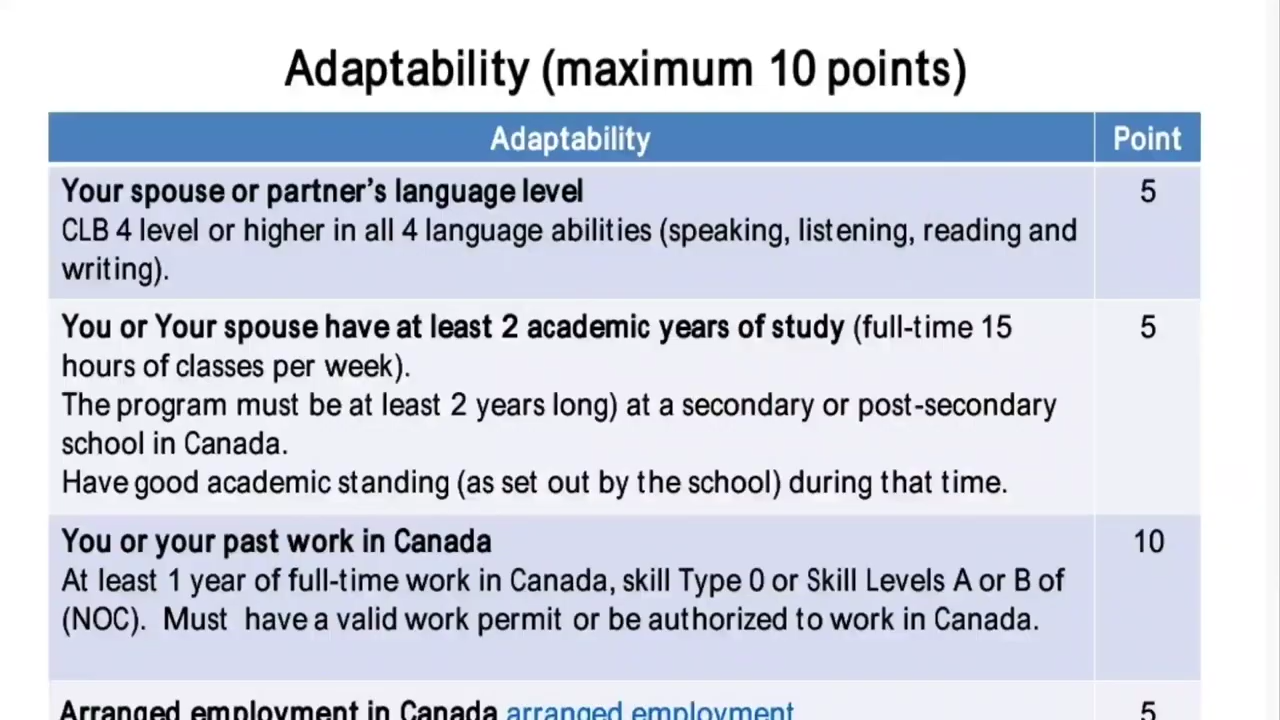 Adaptability (maximum 10 points)
Adaptability Point
Your spouse or partner's language level 5
CLB 4 level or higher in all 4 language abilities (speaking, listening, reading and
writing).
You or Your spouse have at least 2 academic years of study (full-time 15 5
hours of classes per week).
The program must be at least 2 years long) at a secondary or post-secondary
school in Canada.
Have good academic standing (as set out by the school) during that time.
You or your past work in Canada 10
At least 1 year of full-time work in Canada, skill Type 0 or Skill Levels A or B of
(NOC). Must have a valid work permit or be authorized to work in Canada.
Arranged employment in Canada arranged employment 5